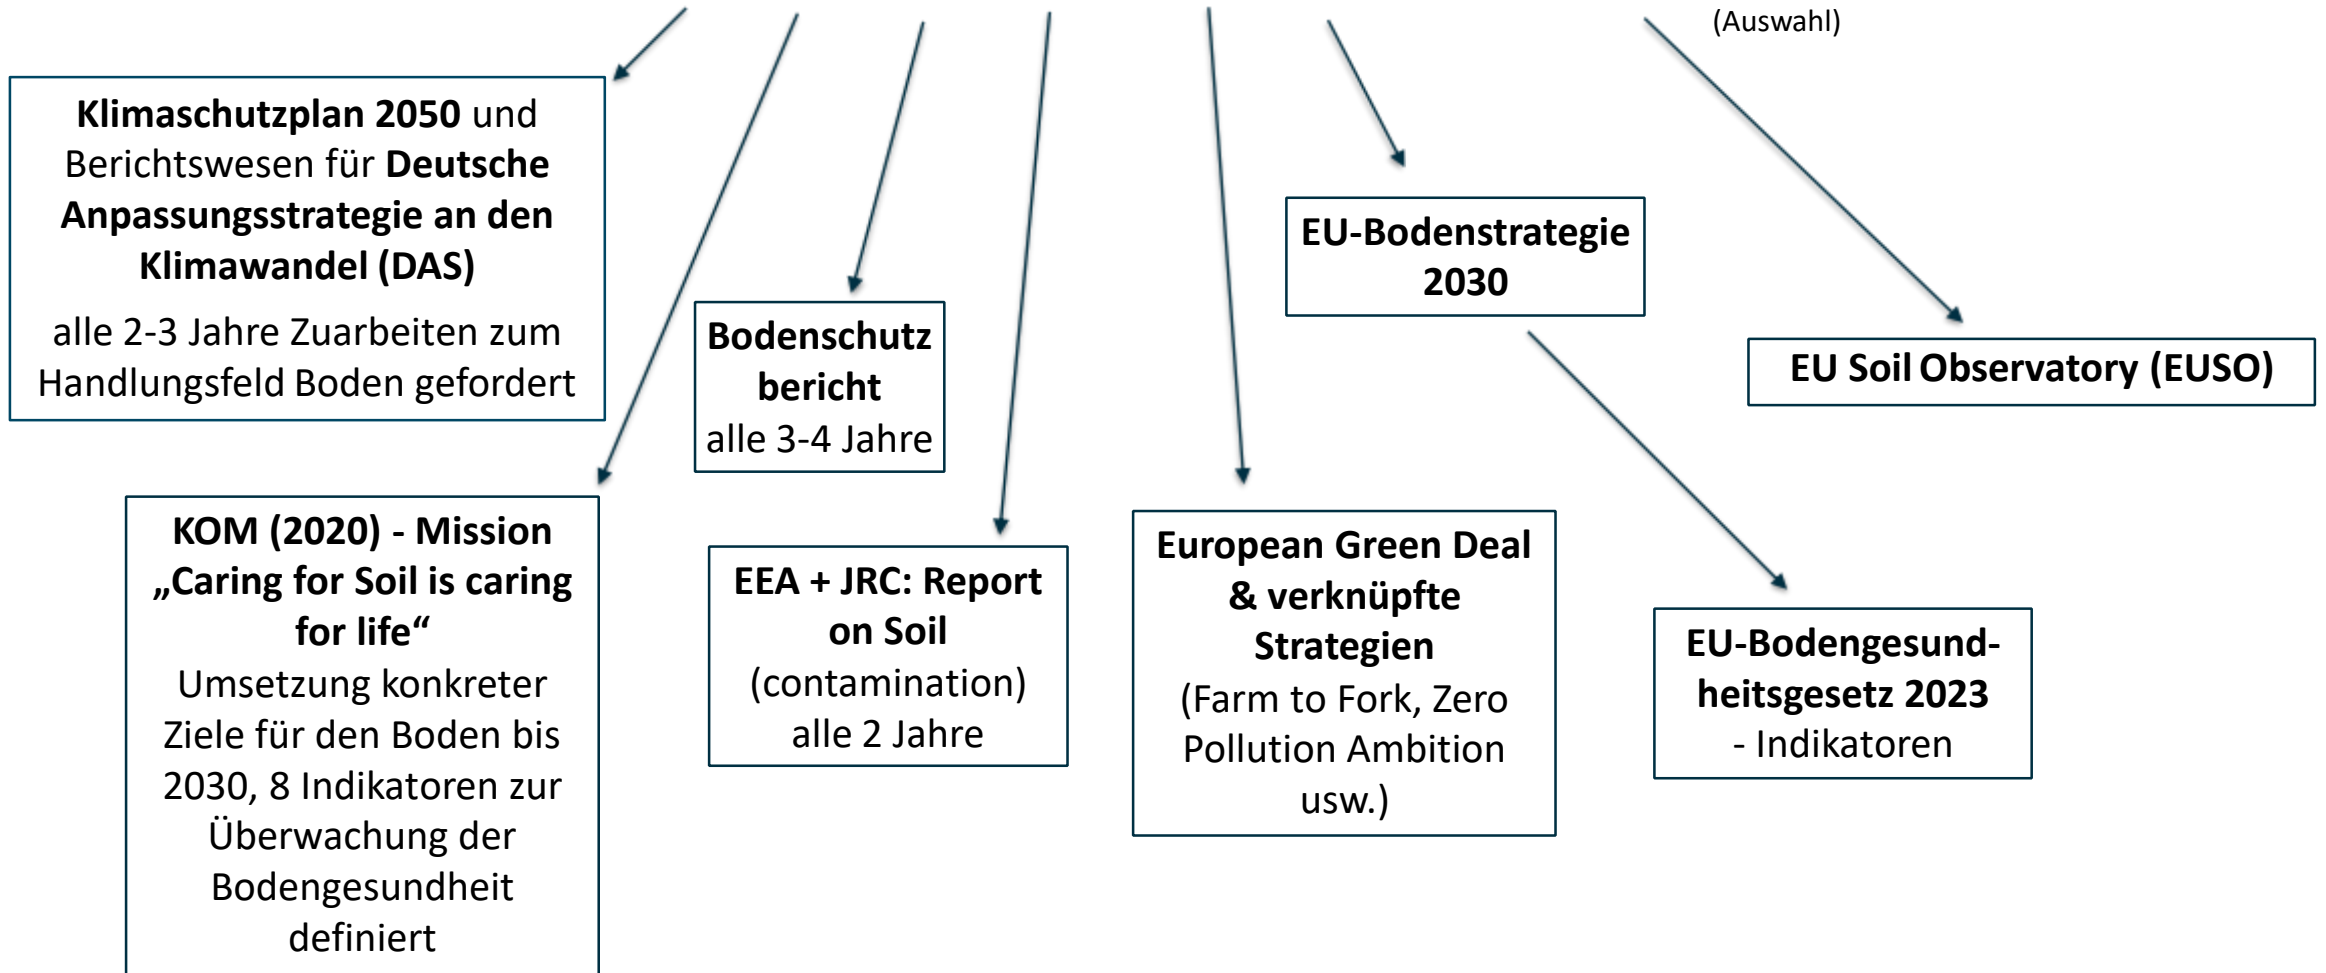 (Auswahl)
Klimaschutzplan 2050 und
Berichtswesen für Deutsche
Anpassungsstrategie an den
Klimawandel (DAS)
alle 2-3 Jahre Zuarbeiten zum
Handlungsfeld Boden gefordert
EU-Bodenstrategie
2030
Bodenschutz
bericht
alle 3-4 Jahre
EU Soil Observatory (EUSO)
KOM (2020) - Mission
„Caring for Soil is caring
for life“
Umsetzung konkreter
Ziele für den Boden bis
2030, 8 Indikatoren zur
Überwachung der
Bodengesundheit
definiert
EEA + JRC: Report
on Soil
(contamination)
alle 2 Jahre
European Green Deal
& verknüpfte
Strategien
(Farm to Fork, Zero
Pollution Ambition
usw.)
EU-Bodengesund-
heitsgesetz 2023
- Indikatoren